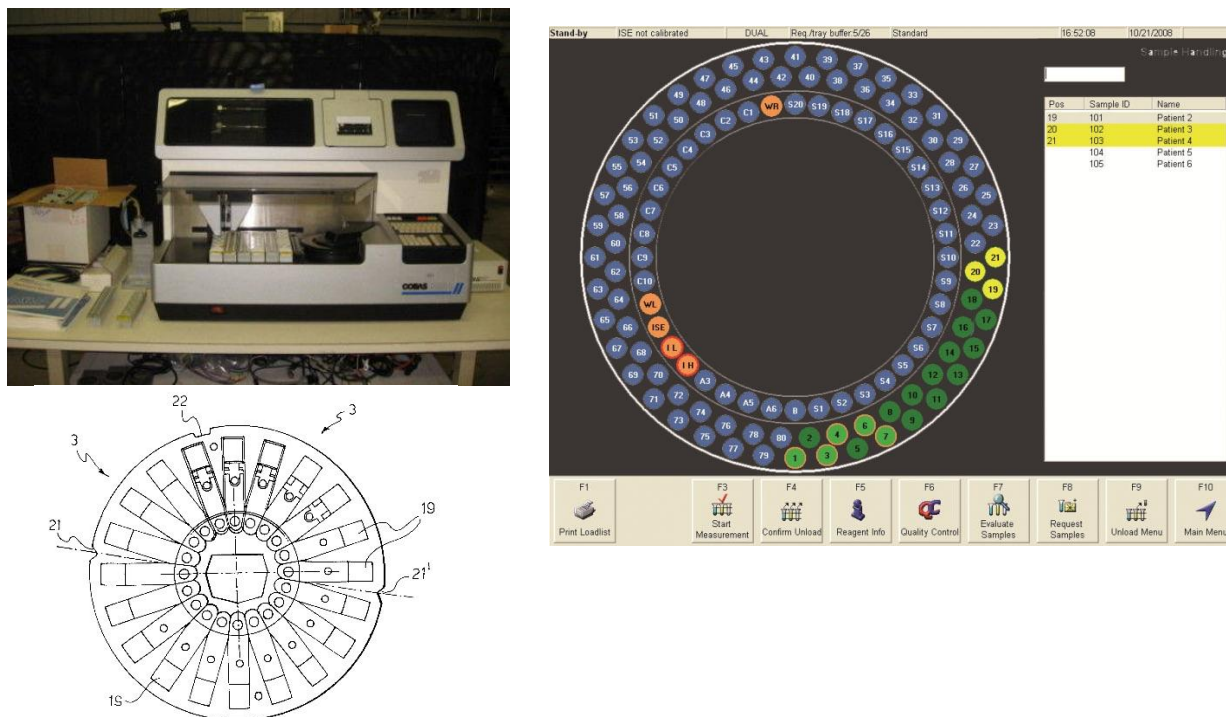 COBAS
22
3
3
19
21
21'
19
Stand-by ISE not calibrated DUAL Req./tray buffer:5/26 Standard 16:52:08 10/21/2008
Sample Handling
Pos Sample ID Name
19 101 Patient 2
20 102 Patient 3
21 103 Patient 4
104 Patient 5
105 Patient 6
45 43 41 39 37
47 46 44 42 40 38 36 35
49 48 34 33
51 50 C2 C1 WR S20 S19 S18 S17 32 31
53 52 C3 S16 30 29
55 54 C4 S15 28 27
C5 S14
57 56 C6 S13 26 25
59 58 C7 S12 24 23
61 60 C8 S11 22
C9 S10 21
63 62 C10 S9 20 19
65 64 WL S8 18 17
67 66 ISE S7 16 15
69 68 I L S6 14 13
71 70 I H S5 12 11
73 72 A3 A4 A5 A6 B S1 S2 S3 S4 10 9
75 74 8 7
77 76 6 5
79 78 80 2 4 3
1
F1 F3 F4 F5 F6 F7 F8 F9 F10
Print Loadlist Start Measurement Confirm Unload Reagent Info Quality Control Evaluate Samples Request Samples Unload Menu Main Menu
QC